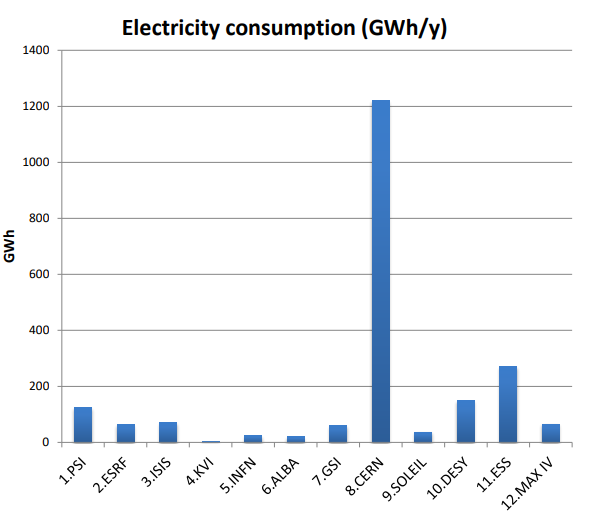 Electricity consumption (GWh/y)
1400
1200
1000
800
600
400
200
0
GWh
1.PSI
2.ESRF
3.ISIS
4.KVI
5.INFN
6.ALBA
7.GSI
8.CERN
9.SOLEIL
10.DESY
11.ESS
12.MAX IV